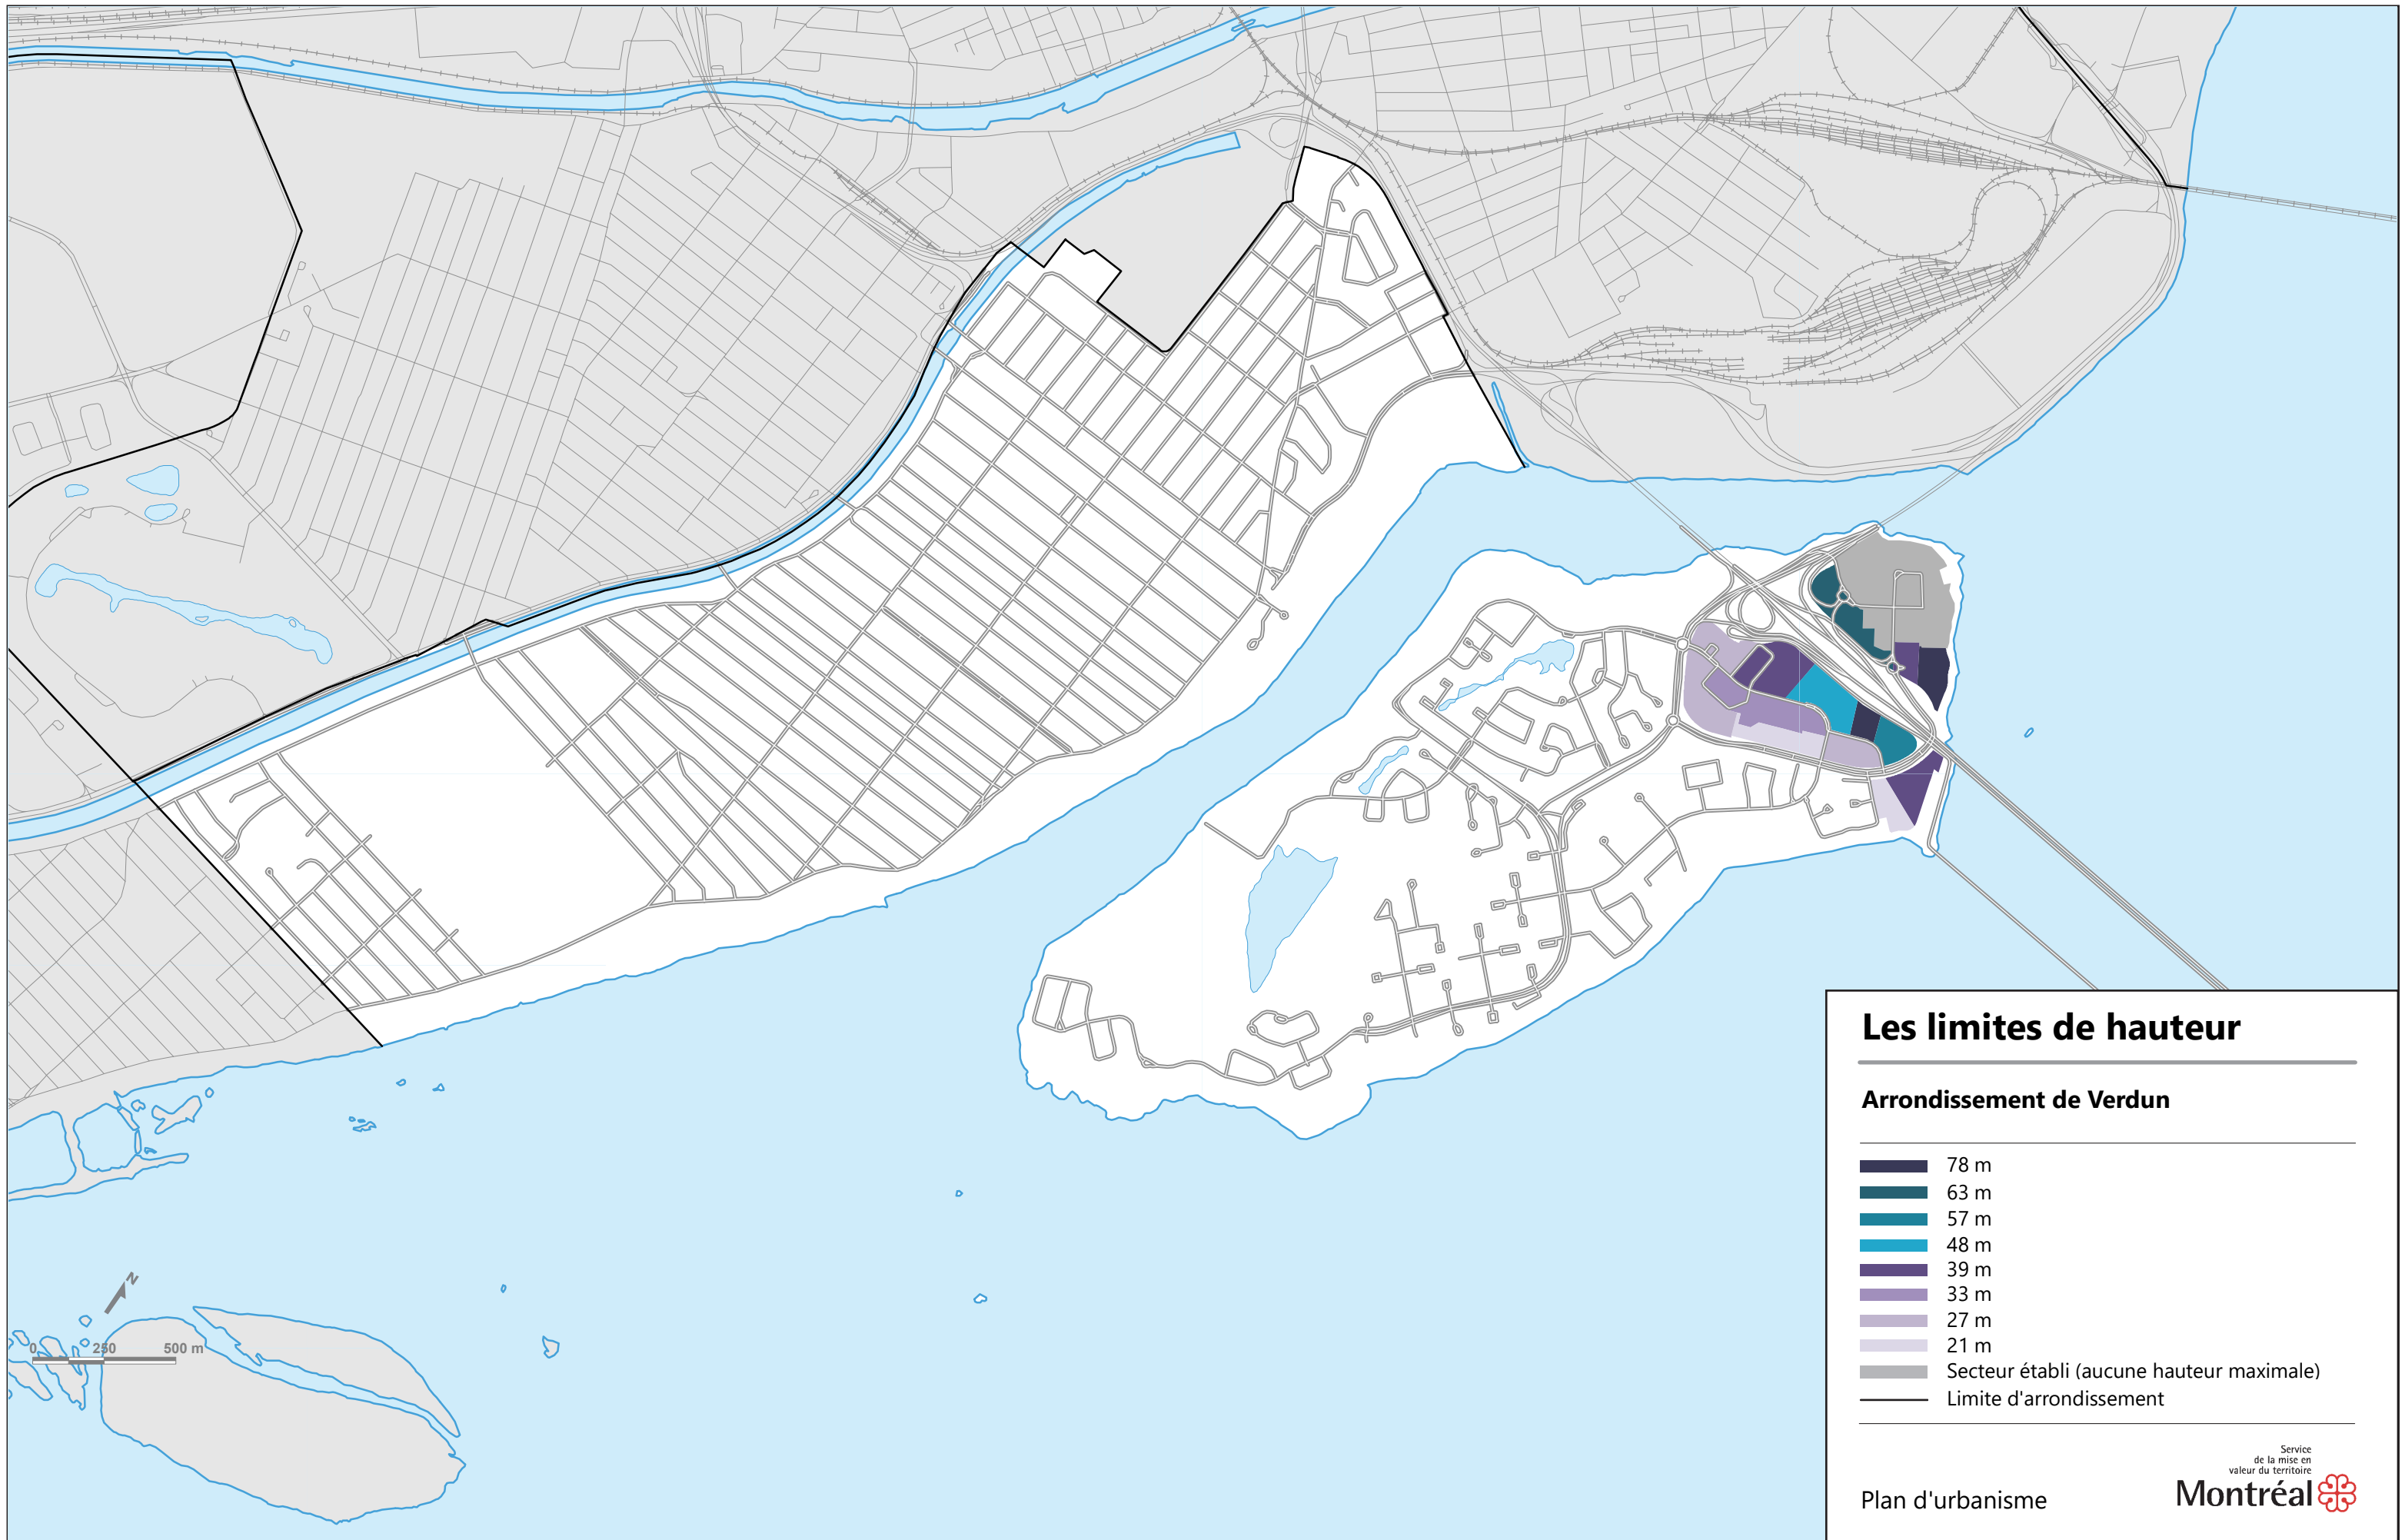 Les limites de hauteur
Arrondissement de Verdun
78 m
63 m
57 m
48 m
39 m
33 m
27 m
21 m
Secteur établi (aucune hauteur maximale)
Limite d'arrondissement
Service
de la mise en
valeur du territoire
Plan d'urbanisme
Montréal
N
0 250 500 m